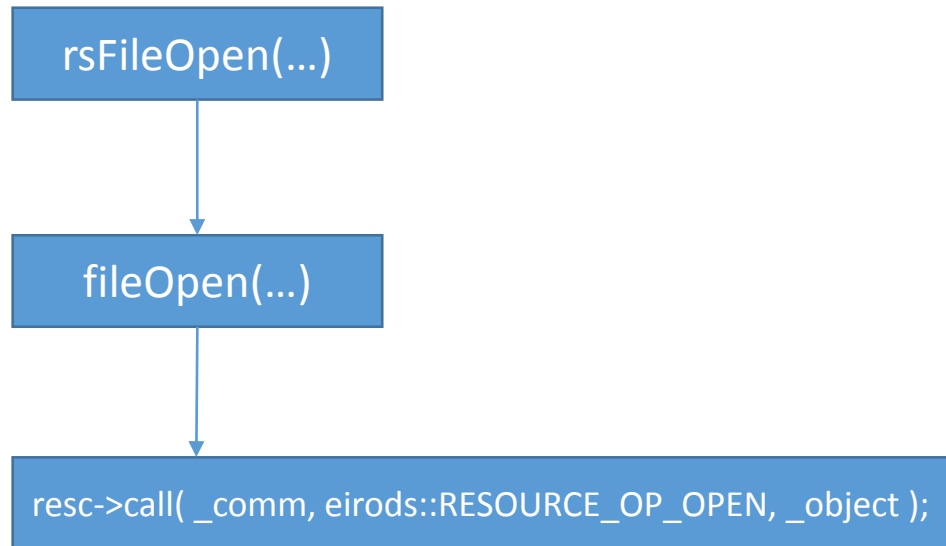 rsFileOpen(…)
fileOpen(…)
resc->call( _comm, eirods::RESOURCE_OP_OPEN, _object );